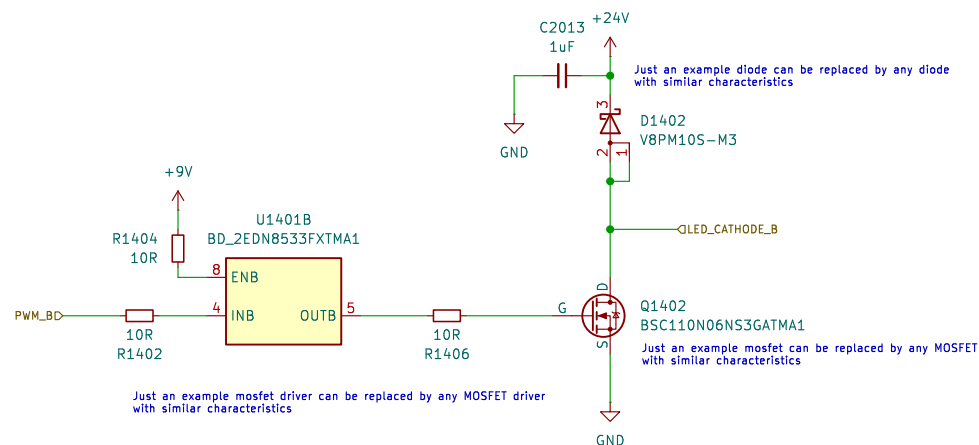 +24V
C2013
1uF
Just an example diode can be replaced by any diode
with similar characteristics
3
D1402
V8PM10S-M3
GND
2
1
+9V
U1401B
BD_2EDN8533FXTMA1
R1404
10R
LED_CATHODE_B
8
ENB
D
PWM_B
4
INB
OUTB
5
G
Q1402
BSC110N06NS3GATMA1
10R
R1402
10R
R1406
S
Just an example mosfet can be replaced by any MOSFET
with similar characteristics
Just an example mosfet driver can be replaced by any MOSFET driver
with similar characteristics
GND